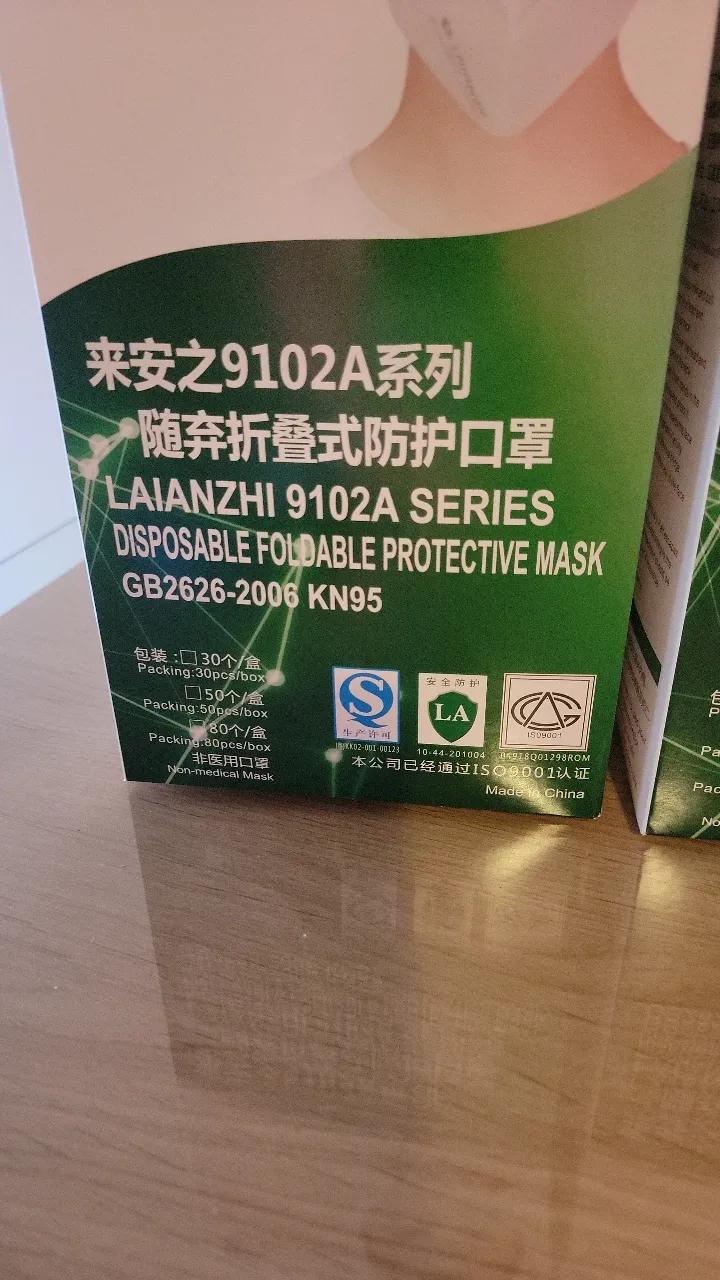 来安之9102A系列
随弃折叠式防护口罩
LAIANZHI 9102A SERIES
DISPOSABLE FOLDABLE PROTECTIVE MASK
GB2626-2006 KN95
包装:□30个/盒
Packing:30pcs/box
□50个/盒
Packing:50pcs/box
□80个/盒
Packing:80pcs/box
非医用口罩
Non-medical Mask
生产许可
安全防护
LA
10-44-201004
ISO9001
本公司已经通过ISO9001认证
Made in China